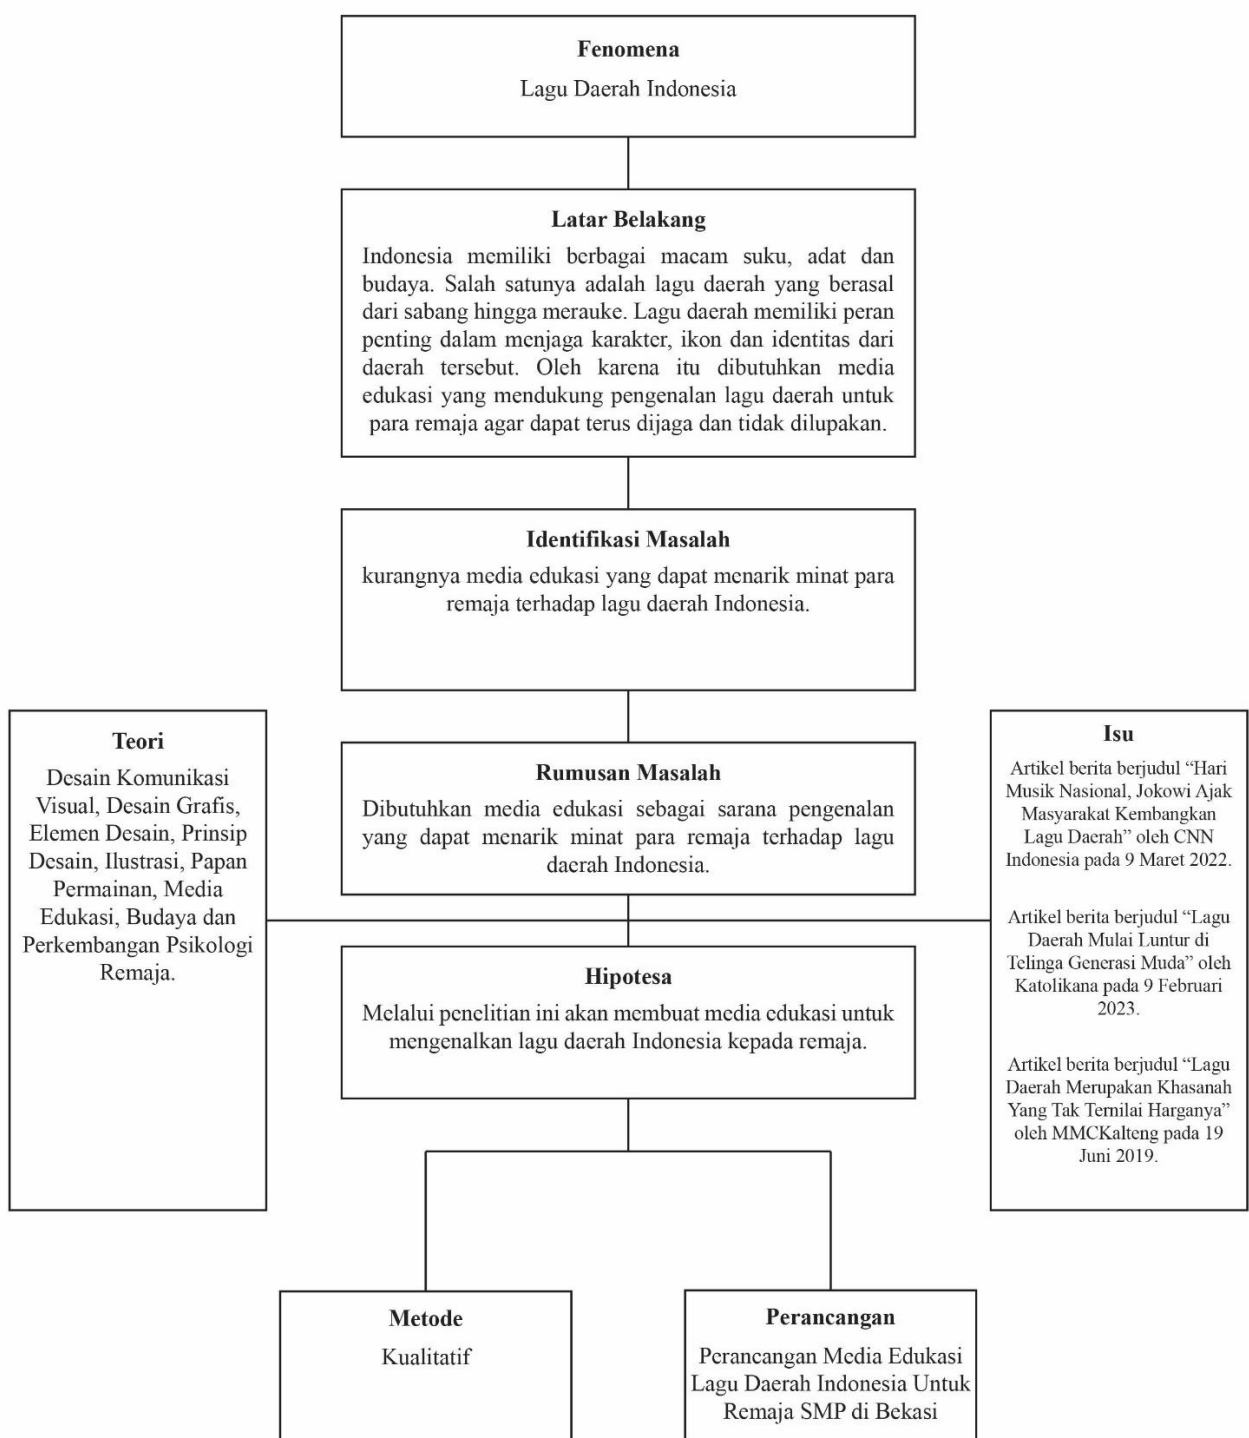 Fenomena
Lagu Daerah Indonesia
Latar Belakang
Indonesia memiliki berbagai macam suku, adat dan
budaya. Salah satunya adalah lagu daerah yang berasal
dari sabang hingga merauke. Lagu daerah memiliki peran
penting dalam menjaga karakter, ikon dan identitas dari
daerah tersebut. Oleh karena itu dibutuhkan media
edukasi yang mendukung pengenalan lagu daerah untuk
para remaja agar dapat terus dijaga dan tidak dilupakan.
Identifikasi Masalah
kurangnya media edukasi yang dapat menarik minat para
remaja terhadap lagu daerah Indonesia.
Teori
Desain Komunikasi
Visual, Desain Grafis,
Elemen Desain, Prinsip
Desain, Ilustrasi, Papan
Permainan, Media
Edukasi, Budaya dan
Perkembangan Psikologi
Remaja.
Rumusan Masalah
Dibutuhkan media edukasi sebagai sarana pengenalan
yang dapat menarik minat para remaja terhadap lagu
daerah Indonesia.
Isu
Artikel berita berjudul “Hari
Musik Nasional, Jokowi Ajak
Masyarakat Kembangkan
Lagu Daerah” oleh CNN
Indonesia pada 9 Maret 2022.
Artikel berita berjudul “Lagu
Daerah Mulai Luntur di
Telinga Generasi Muda” oleh
Katolikana pada 9 Februari
2023.
Artikel berita berjudul “Lagu
Daerah Merupakan Khasanah
Yang Tak Ternilai Harganya”
oleh MMCKalteng pada 19
Juni 2019.
Hipotesa
Melalui penelitian ini akan membuat media edukasi untuk
mengenalkan lagu daerah Indonesia kepada remaja.
Metode
Kualitatif
Perancangan
Perancangan Media Edukasi
Lagu Daerah Indonesia Untuk
Remaja SMP di Bekasi